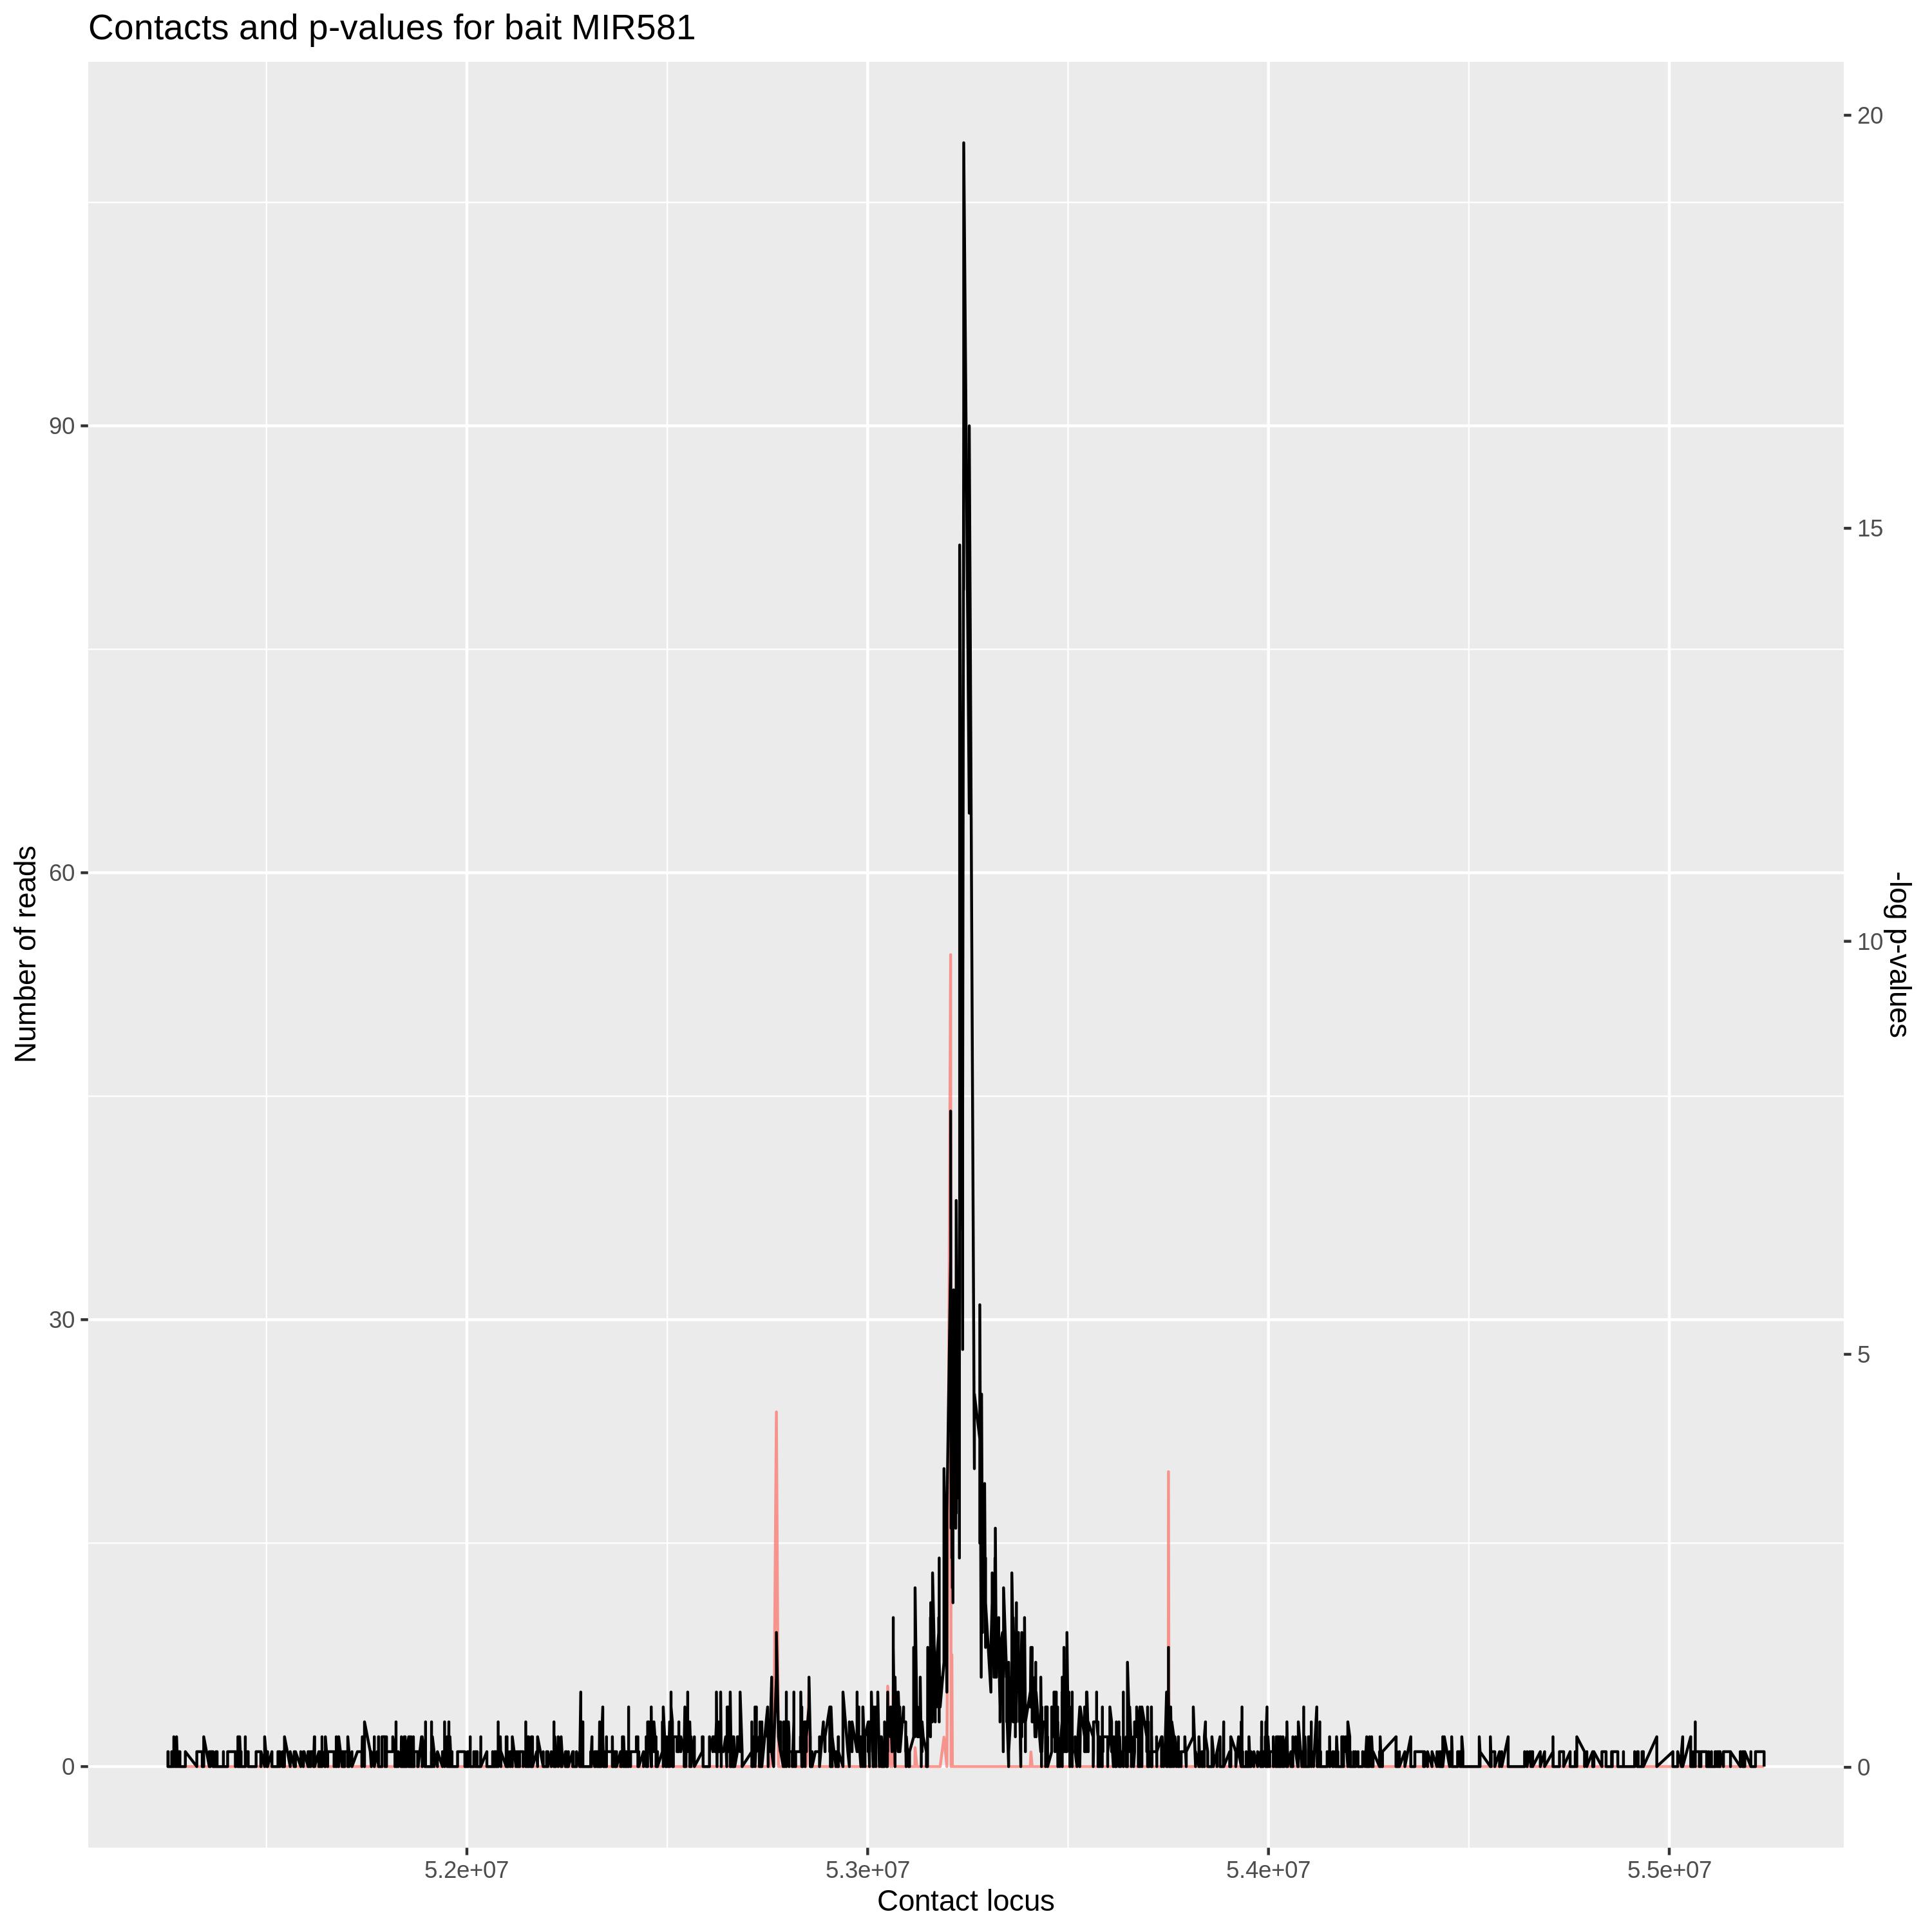 Contacts and p-values for bait MIR581
20
90
15
60
10
30
5
0
0
Number of reads
-log p-values
5.2e+07
5.3e+07
5.4e+07
5.5e+07
Contact locus